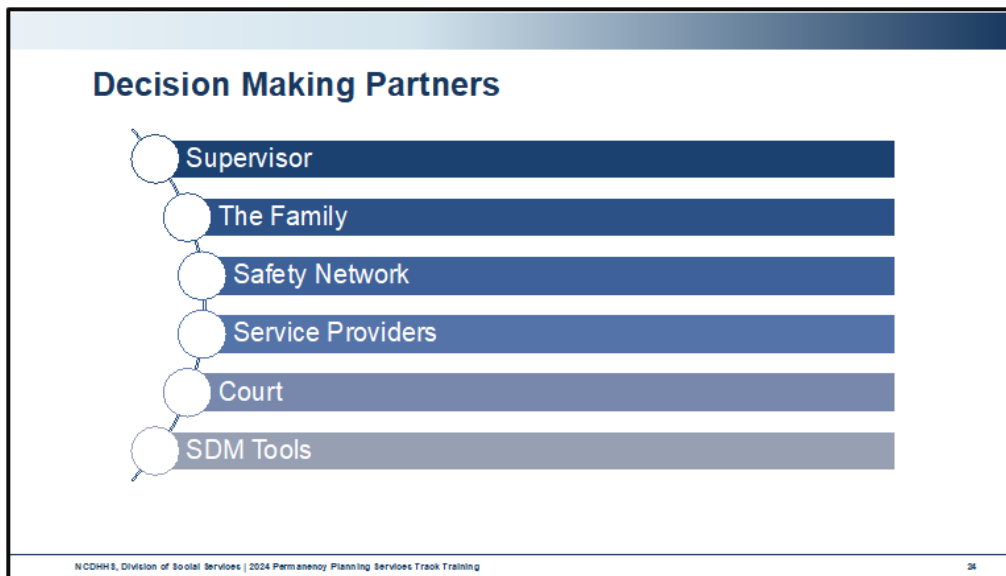 Decision Making Partners
Supervisor
The Family
Safety Network
Service Providers
Court
SDM Tools
NCDHHS, Division of Social Services | 2024 Permanency Planning Services Track Training
24